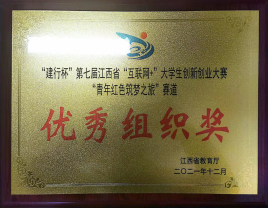 “建行杯”第七届江西省“互联网+”大学生创新创业大赛
“青年红色筑梦之旅”赛道
优秀组织奖
江西省教育厅
二〇二一年十二月